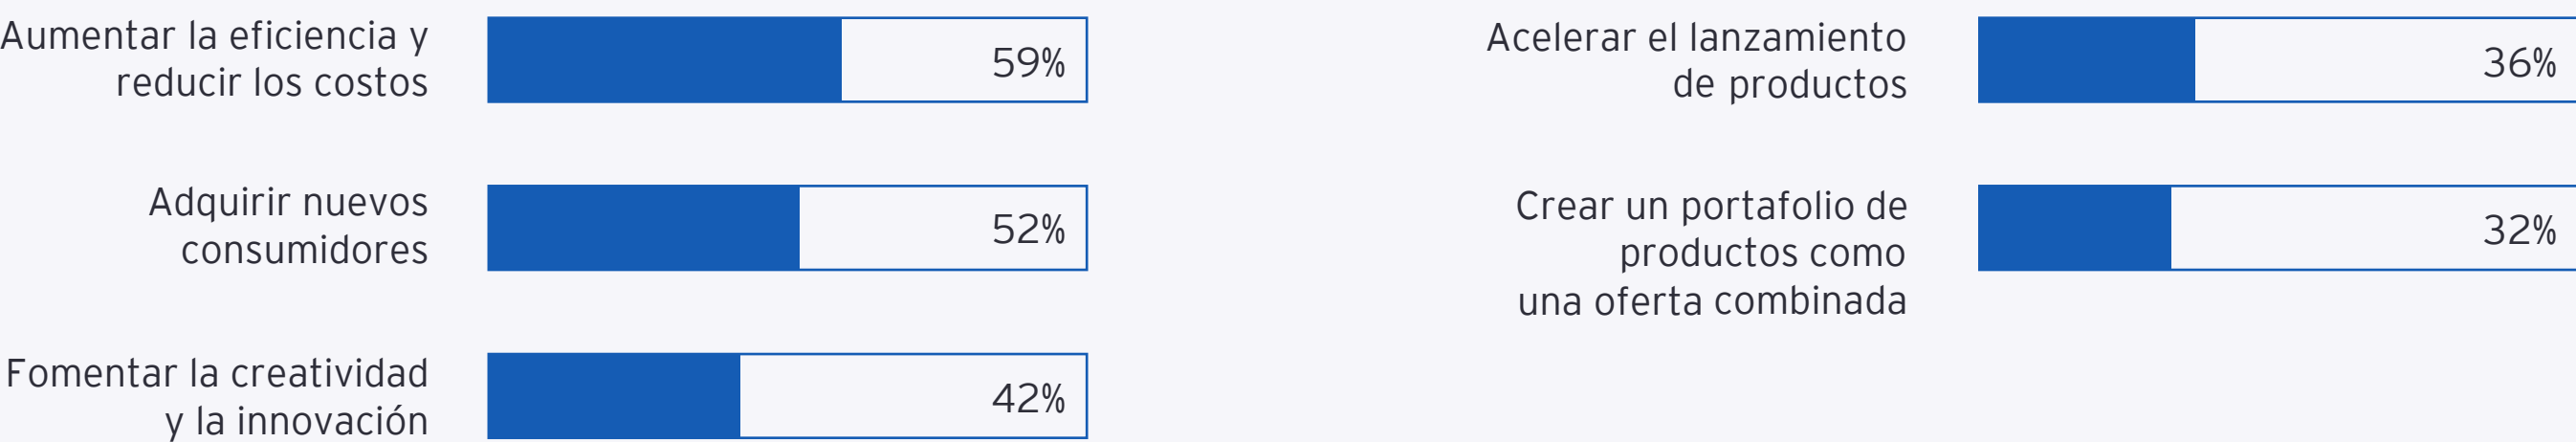 Aumentar la eficiencia y
reducir los costos
59%
Adquirir nuevos
consumidores
52%
Fomentar la creatividad
y la innovación
42%
Acelerar el lanzamiento
de productos
36%
Crear un portafolio de
productos como
una oferta combinada
32%